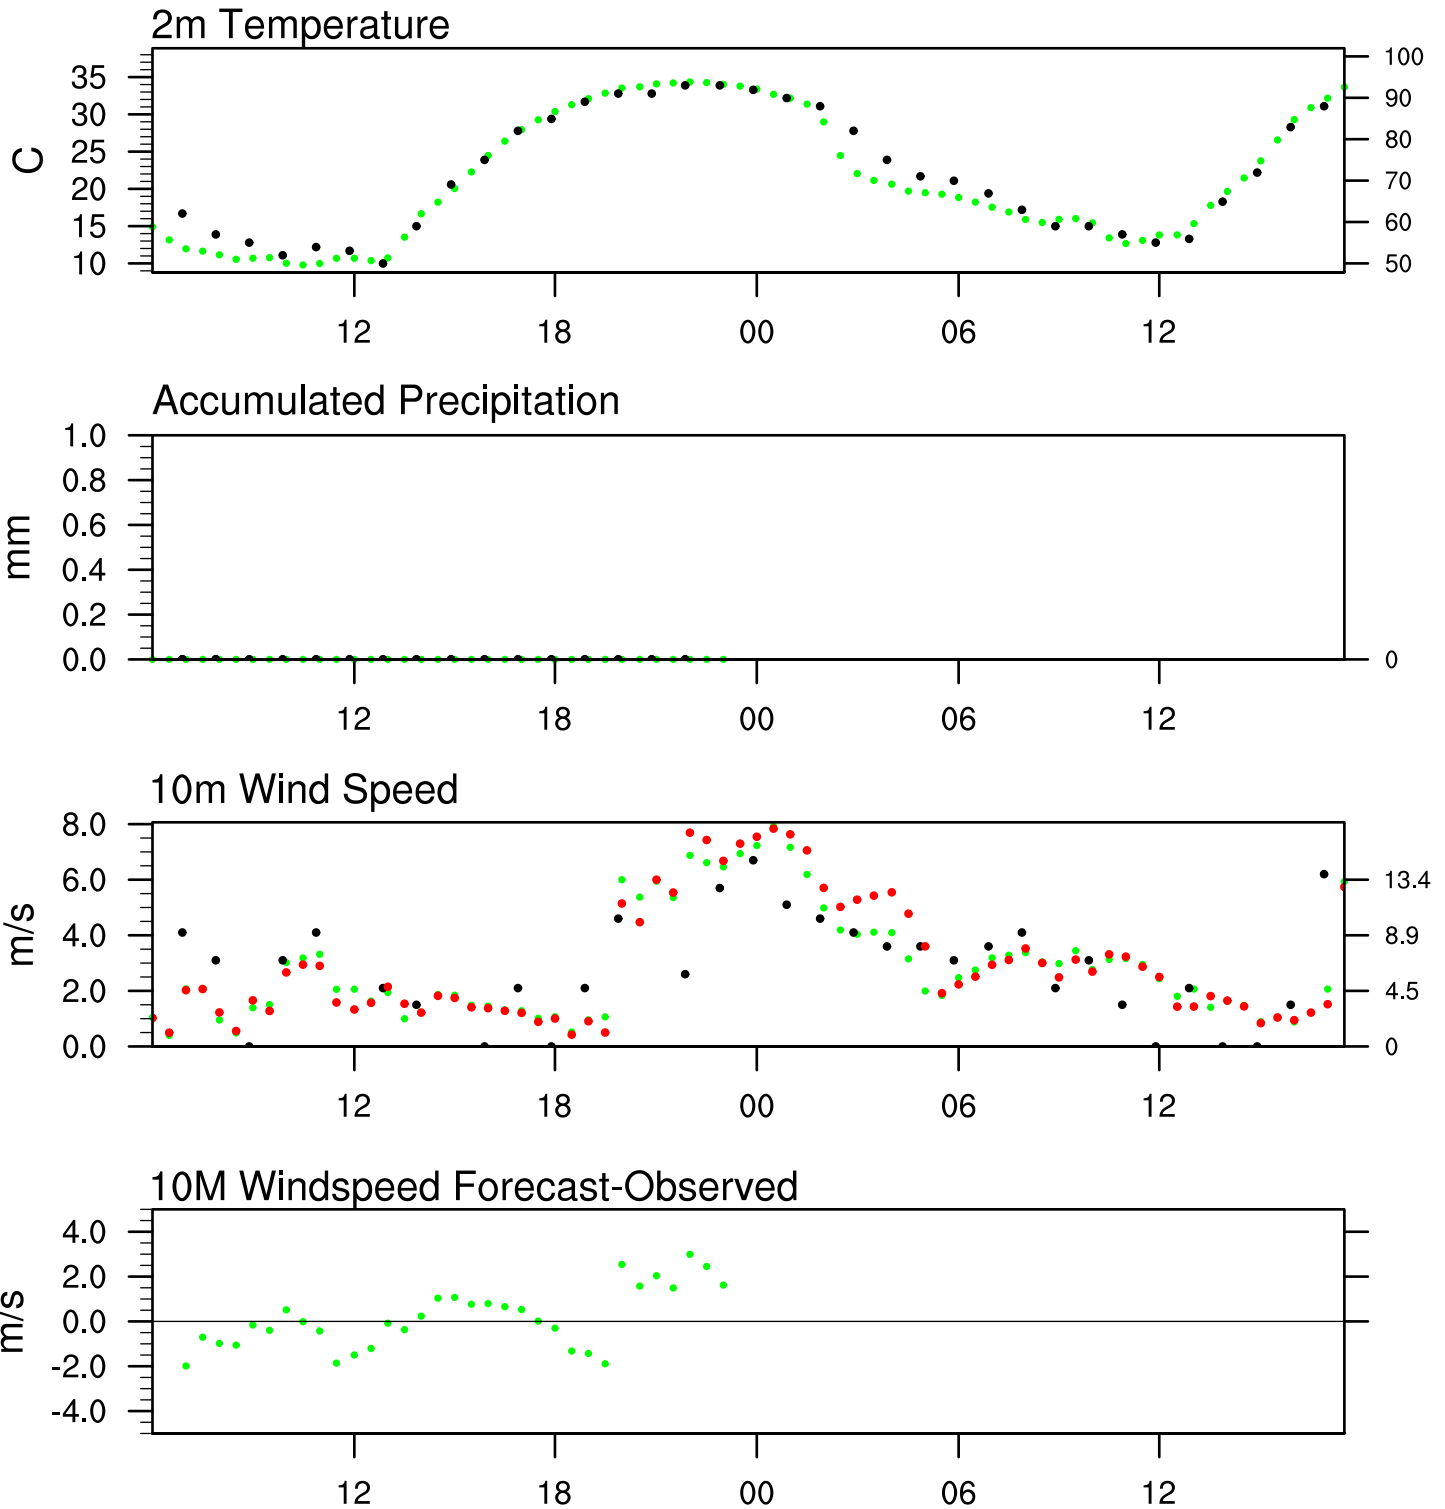 2m Temperature
C
35
30
25
20
15
10
100
90
80
70
60
50
12 18 00 06 12
Accumulated Precipitation
mm
1.0
0.8
0.6
0.4
0.2
0.0
0
12 18 00 06 12
10m Wind Speed
m/s
8.0
6.0
4.0
2.0
0.0
13.4
8.9
4.5
0
12 18 00 06 12
10M Windspeed Forecast-Observed
m/s
4.0
2.0
0.0
-2.0
-4.0
12 18 00 06 12